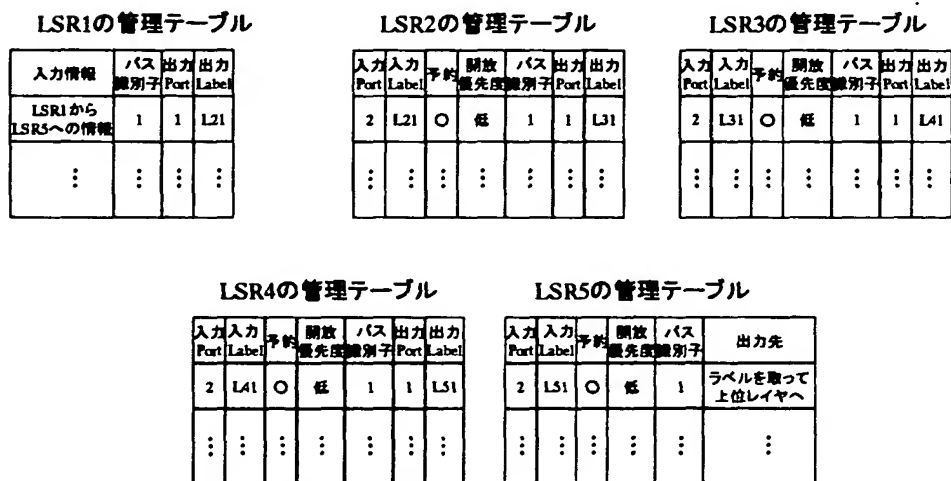 LSR1の管理テーブル
入力情報 パス識別子 出力Port 出力Label
LSR1からLSR5への情報 1 1 L21
⋮ ⋮ ⋮ ⋮
LSR2の管理テーブル
入力Port 入力Label 予約 開放優先度 パス識別子 出力Port 出力Label
2 L21 ○ 低 1 1 L31
⋮ ⋮ ⋮ ⋮ ⋮ ⋮ ⋮
LSR3の管理テーブル
入力Port 入力Label 予約 開放優先度 パス識別子 出力Port 出力Label
2 L31 ○ 低 1 1 L41
⋮ ⋮ ⋮ ⋮ ⋮ ⋮ ⋮
LSR4の管理テーブル
入力Port 入力Label 予約 開放優先度 パス識別子 出力Port 出力Label
2 L41 ○ 低 1 1 L51
⋮ ⋮ ⋮ ⋮ ⋮ ⋮ ⋮
LSR5の管理テーブル
入力Port 入力Label 予約 開放優先度 パス識別子 出力先
2 L51 ○ 低 1 ラベルを取って上位レイヤへ
⋮ ⋮ ⋮ ⋮ ⋮ ⋮